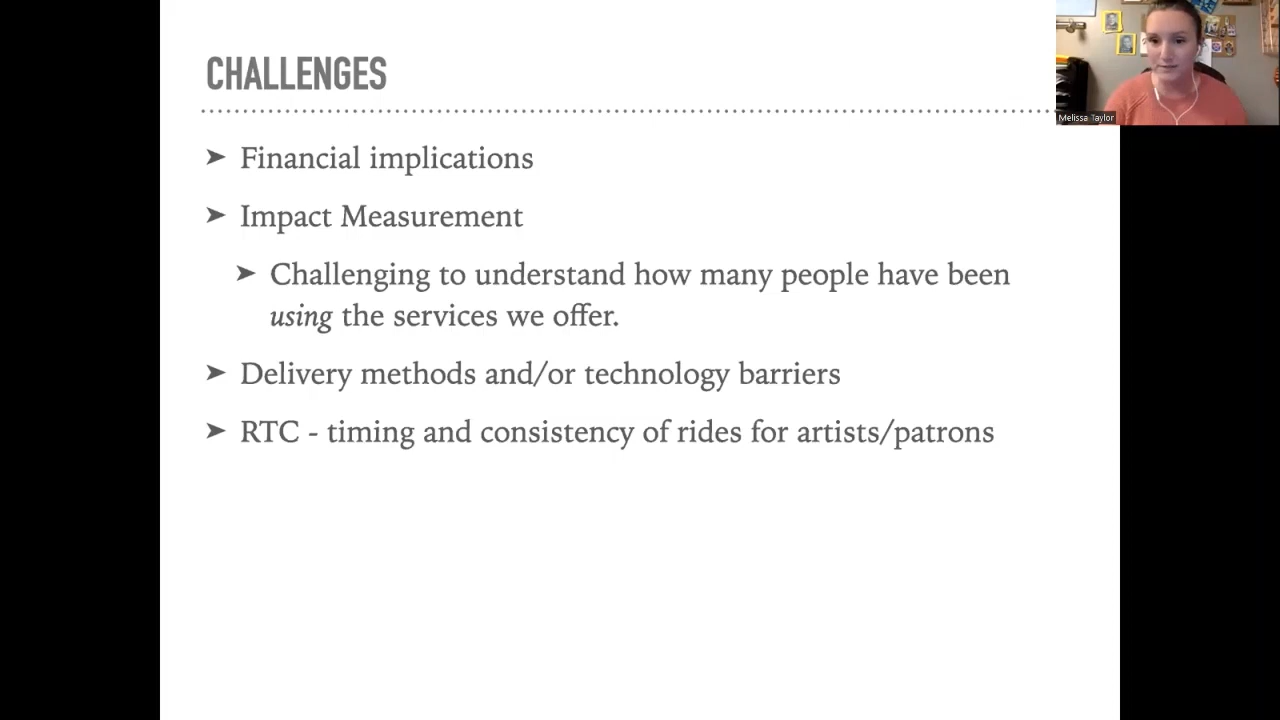 CHALLENGES
➤ Financial implications
➤ Impact Measurement
➤ Challenging to understand how many people have been
using the services we offer.
➤ Delivery methods and/or technology barriers
➤ RTC - timing and consistency of rides for artists/patrons
Melissa Taylor